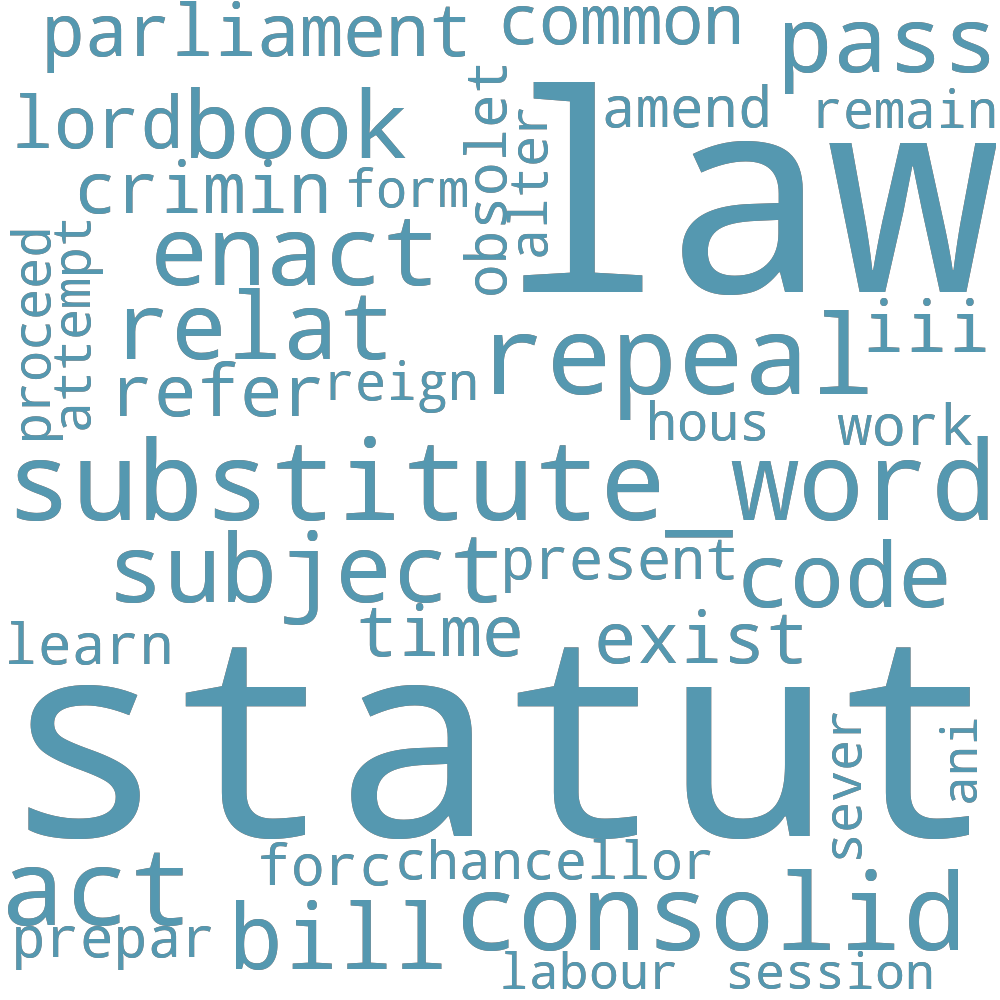 parliament
common
pass
lord
book
obsolet
alter
law
amend
remain
crimin
form
enact
proceed
attempt
relat
repeal
iii
refer
reign
hous
work
substitute_word
subject
present
code
learn
time
exist
statut
sever
ani
act
forc
chancellor
prepar
bill
consolid
labour
session